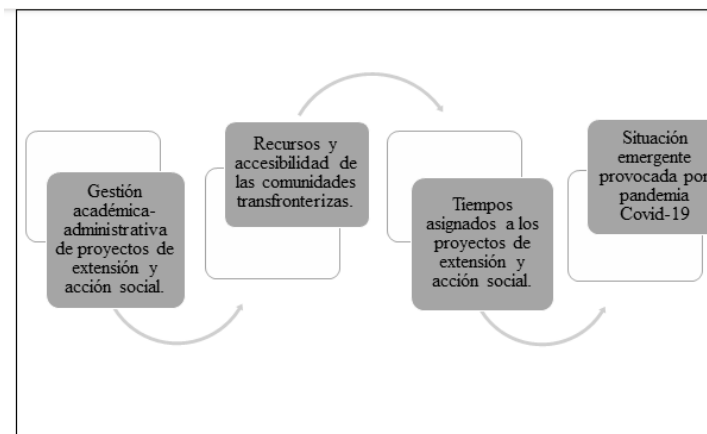 Gestión
académica-
administrativa
de proyectos de
extensión y
acción social.
Recursos y
accesibilidad de
las comunidades
transfronterizas.
Tiempos
asignados a los
proyectos de
extensión y
acción social.
Situación
emergente
provocada por
pandemia
Covid-19